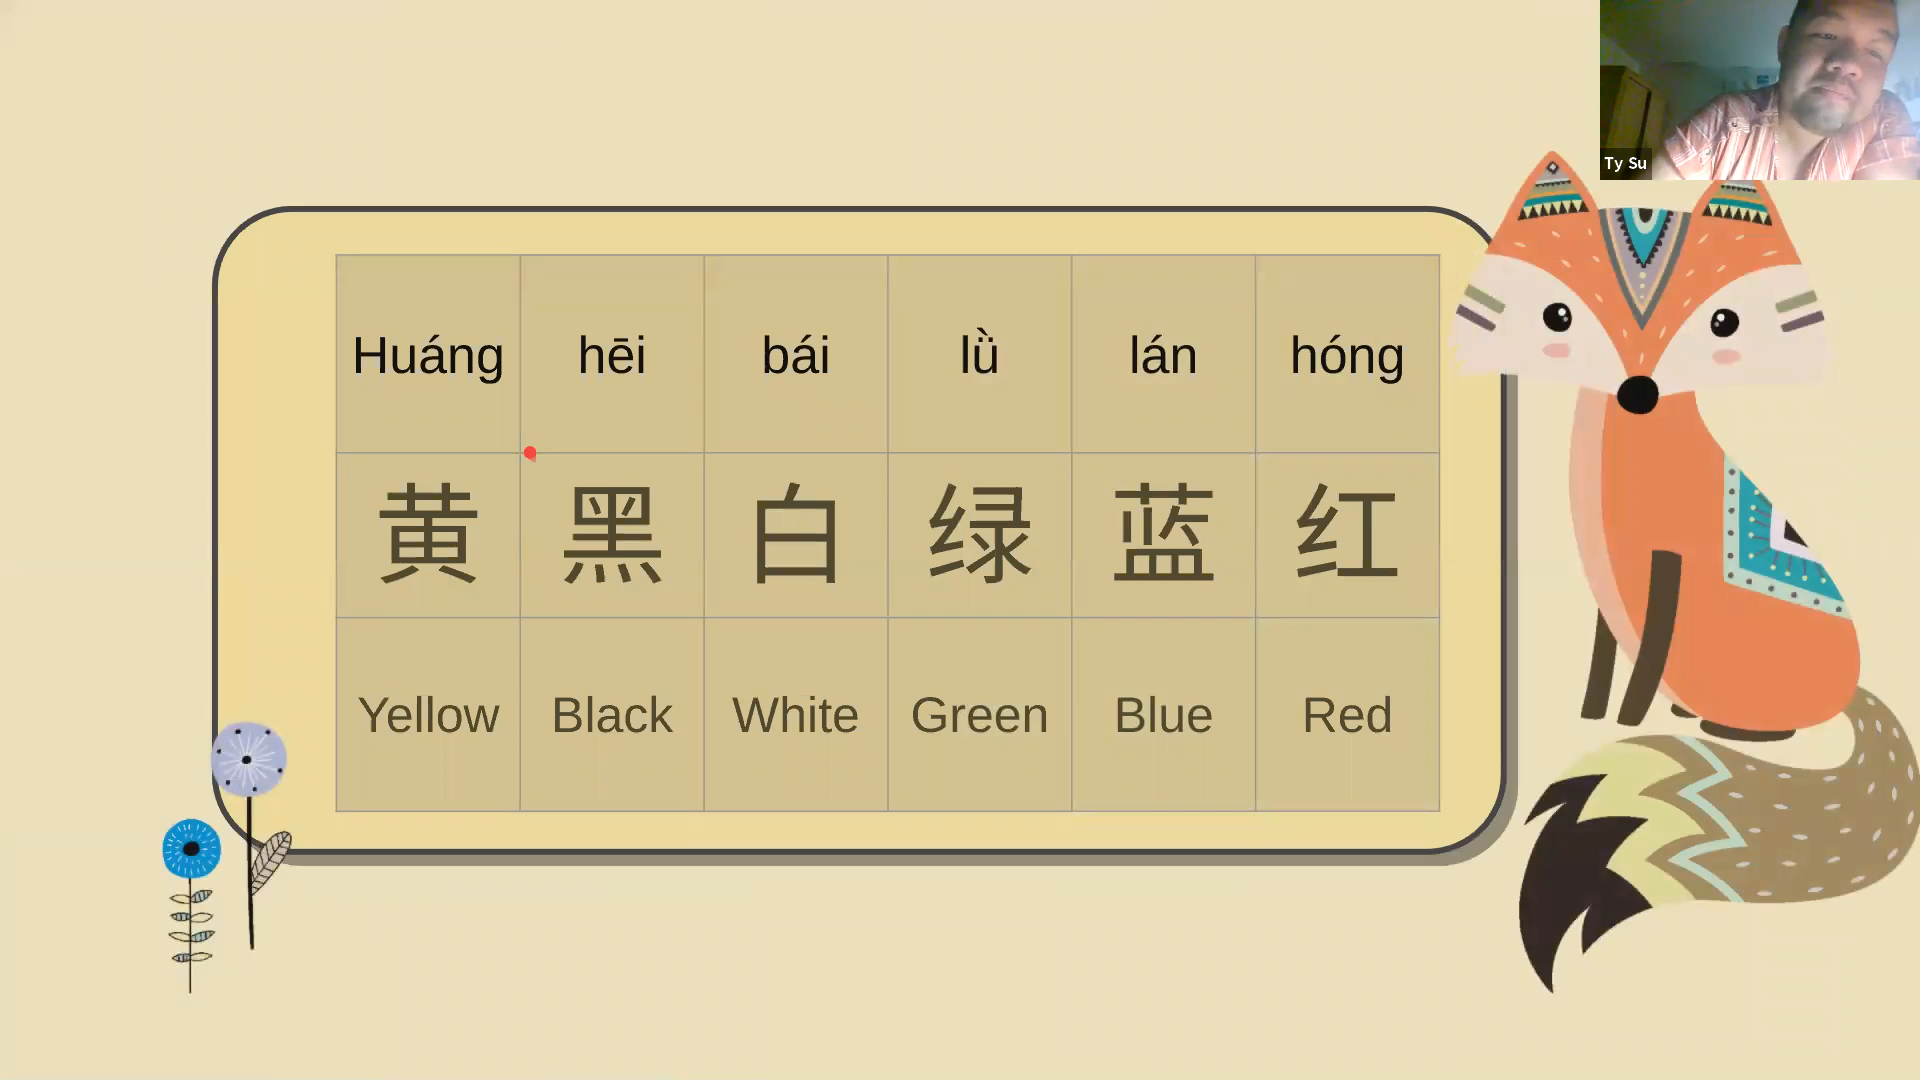 Ty Su
Huáng hēi bái lǜ lán hóng
黄 黑 白 绿 蓝 红
Yellow Black White Green Blue Red